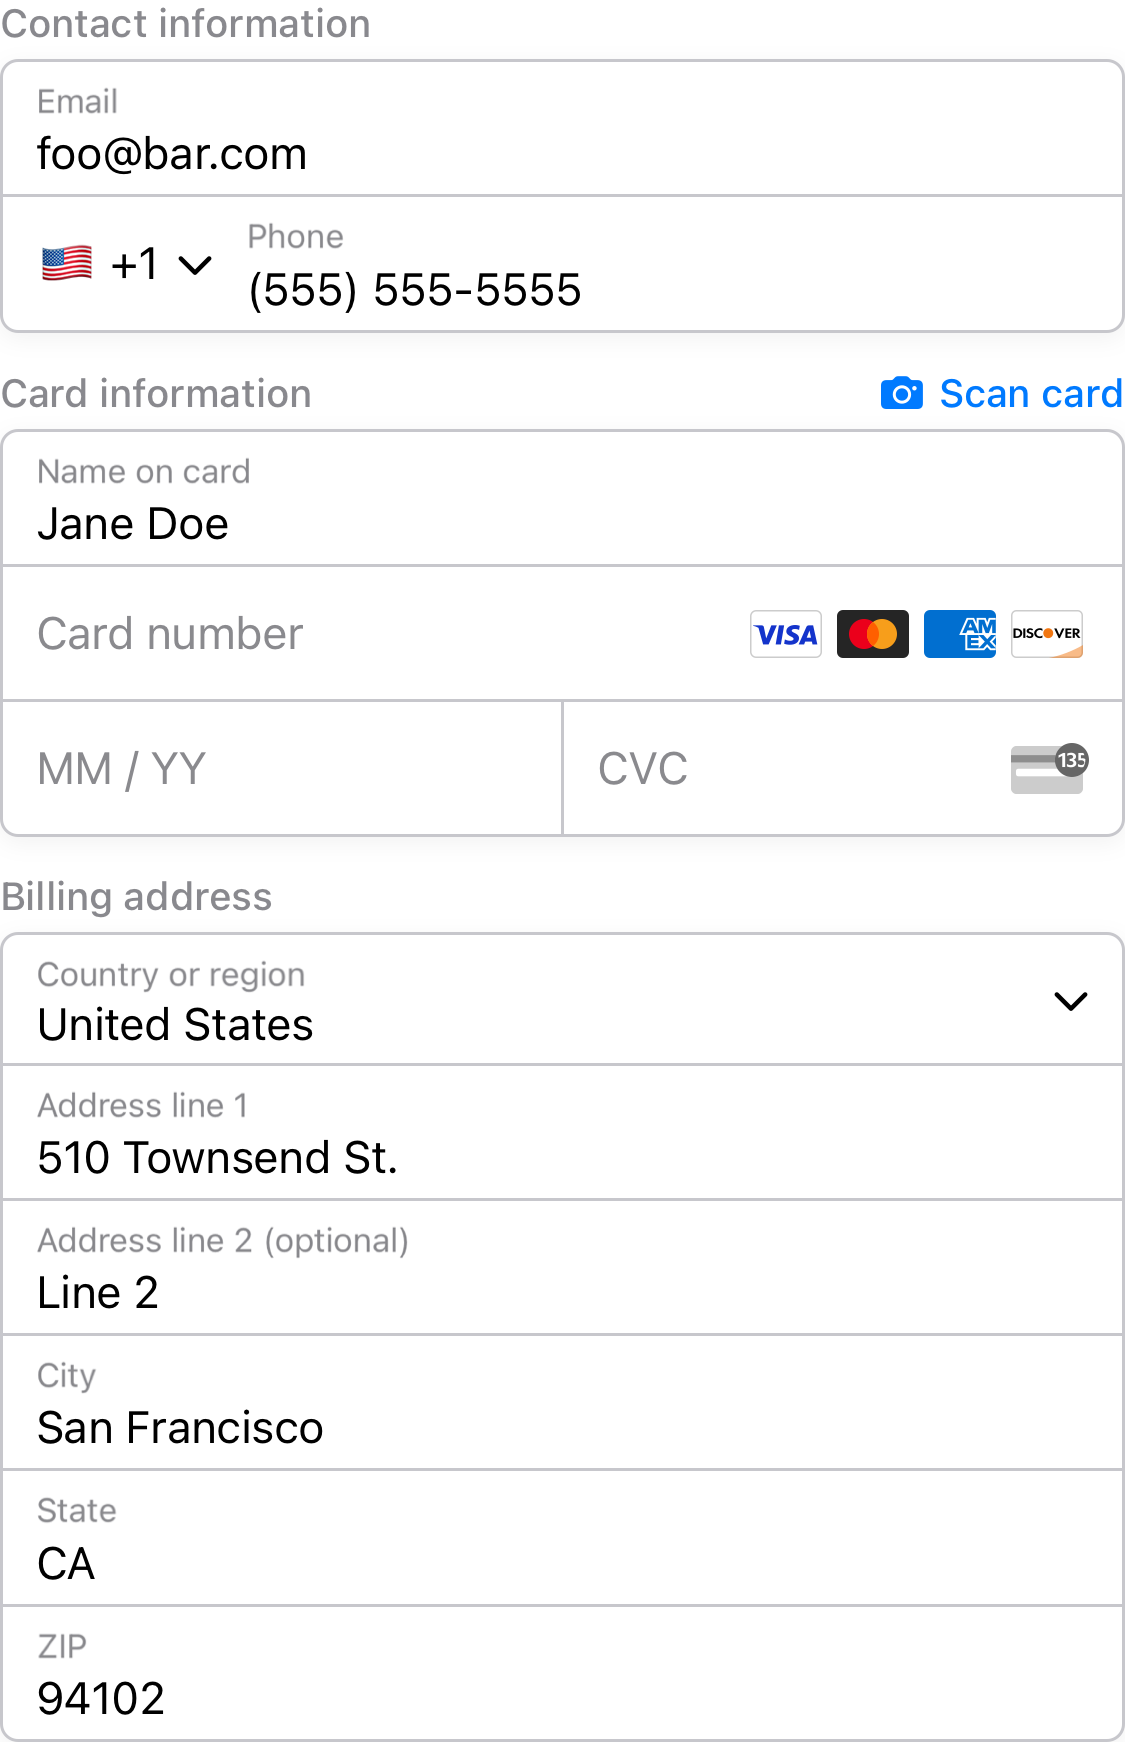 Contact information
Email
foo@bar.com
Phone
+1 (555) 555-5555
Card information Scan card
Name on card
Jane Doe
Card number VISA AM EX DISCOVER
MM / YY CVC 135
Billing address
Country or region
United States
Address line 1
510 Townsend St.
Address line 2 (optional)
Line 2
City
San Francisco
State
CA
ZIP
94102